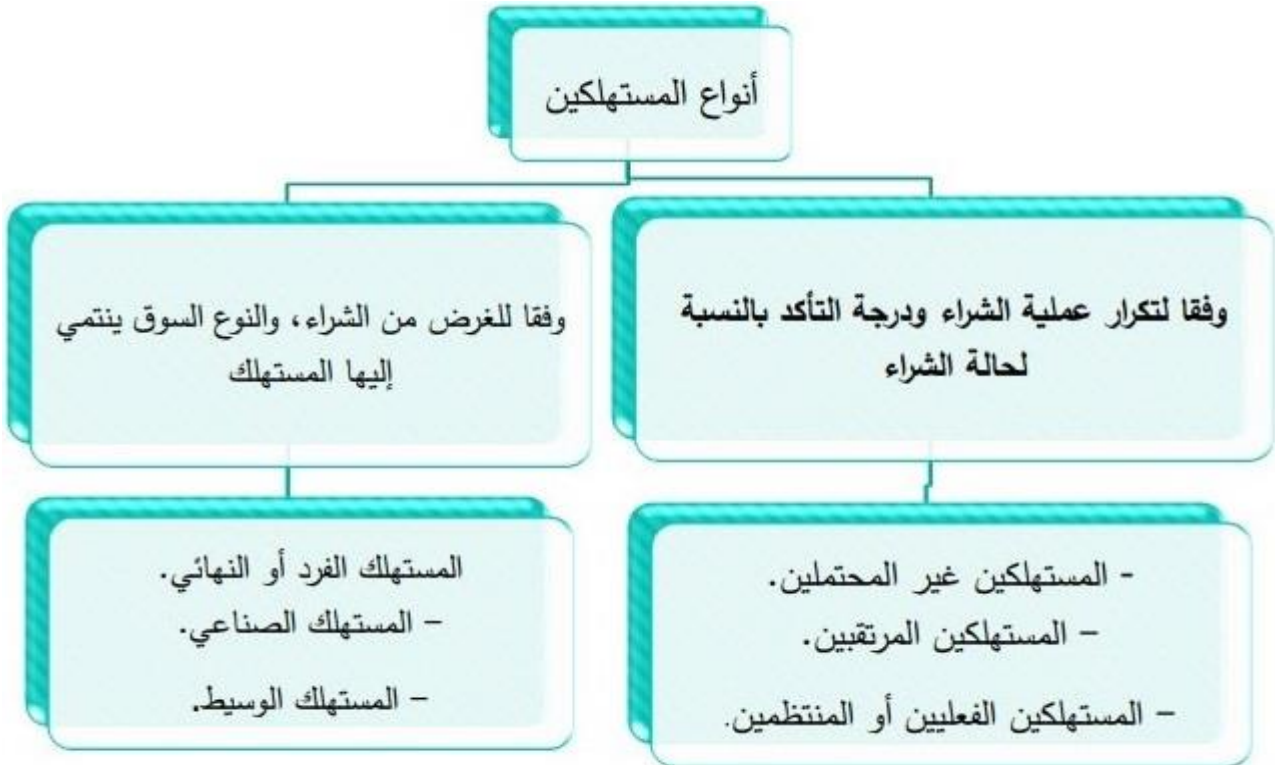 أنواع المستهلكين
وفقا لتكرار عملية الشراء ودرجة التأكد بالنسبة
لحالة الشراء
- المستهلكين غير المحتملين.
– المستهلكين المرتقبين.
– المستهلكين الفعليين أو المنتظمين.
وفقا للغرض من الشراء، والنوع السوق ينتمي
إليها المستهلك
المستهلك الفرد أو النهائي.
– المستهلك الصناعي.
– المستهلك الوسيط.